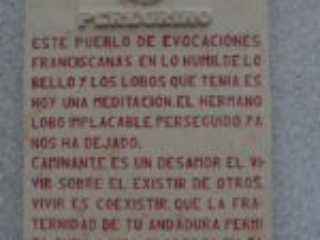 PEREGRINO
ESTE PUEBLO DE EVOCACIONES
FRANCISCANAS EN LO HUMILDE, LO
BELLO Y LOS LOBOS QUE TENIA ES
HOY UNA MEDITACION. EL HERMANO
LOBO IMPLACABLE PERSEGUIDO, YA
NOS HA DEJADO.
CAMINANTE ES UN DESAMOR EL VI-
VIR SOBRE EL EXISTIR DE OTROS.
VIVIR ES COEXISTIR. QUE LA FRA-
TERNIDAD DE TU ANDADURA PERMI